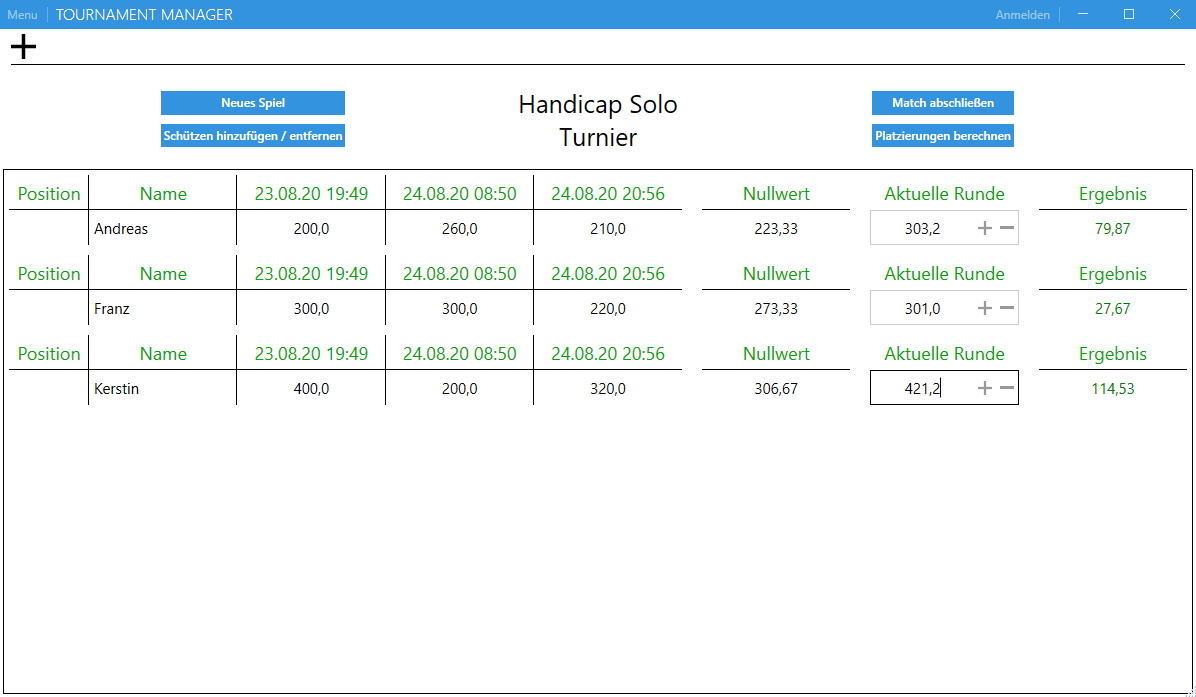 Menu TOURNAMENT MANAGER Anmelden
Neues Spiel Handicap Solo Match abschließen
Schützen hinzufügen / entfernen Turnier Platzierungen berechnen
Position Name 23.08.20 19:49 24.08.20 08:50 24.08.20 20:56 Nullwert Aktuelle Runde Ergebnis
Andreas 200,0 260,0 210,0 223,33 303,2 79,87
Position Name 23.08.20 19:49 24.08.20 08:50 24.08.20 20:56 Nullwert Aktuelle Runde Ergebnis
Franz 300,0 300,0 220,0 273,33 301,0 27,67
Position Name 23.08.20 19:49 24.08.20 08:50 24.08.20 20:56 Nullwert Aktuelle Runde Ergebnis
Kerstin 400,0 200,0 320,0 306,67 421,2 114,53